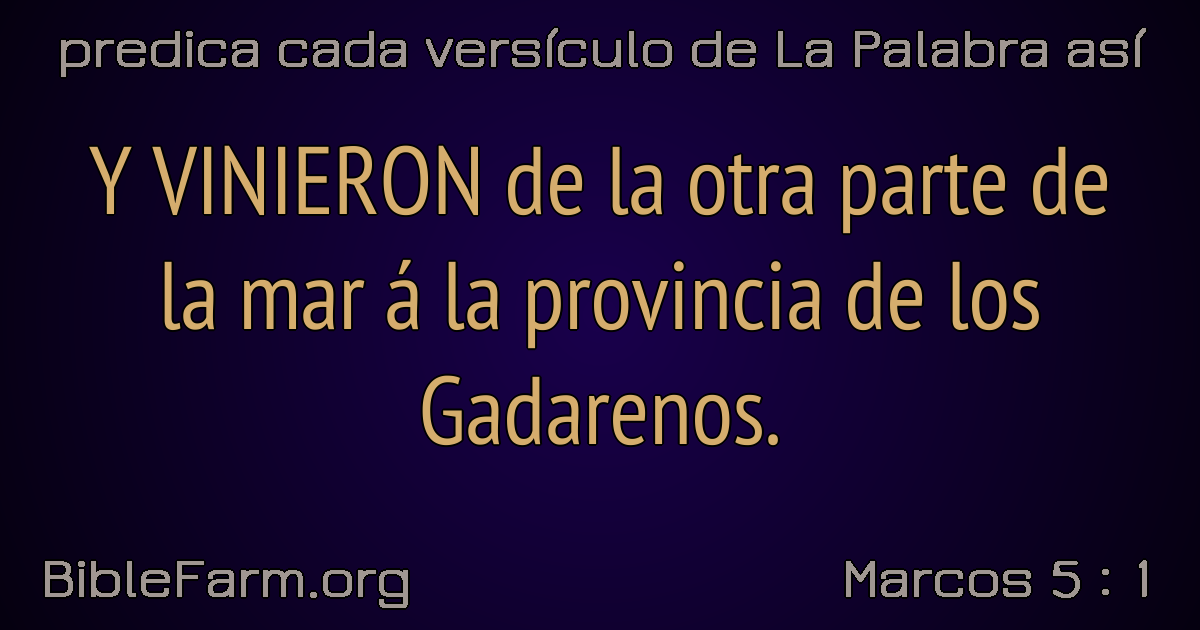 predica cada versículo de La Palabra así
Y VINIERON de la otra parte de
la mar á la provincia de los
Gadarenos.
BibleFarm.org
Marcos 5 : 1